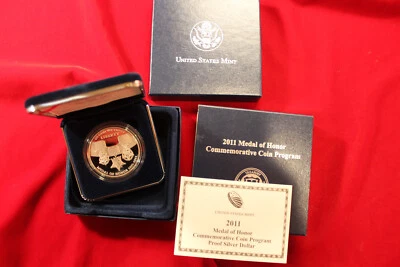 UNITED STATES MINT
2011 Medal of Honor
Commemorative Coin Program
LIBERTY
2011
Medal of Honor
Commemorative Coin Program
Proof Silver Dollar